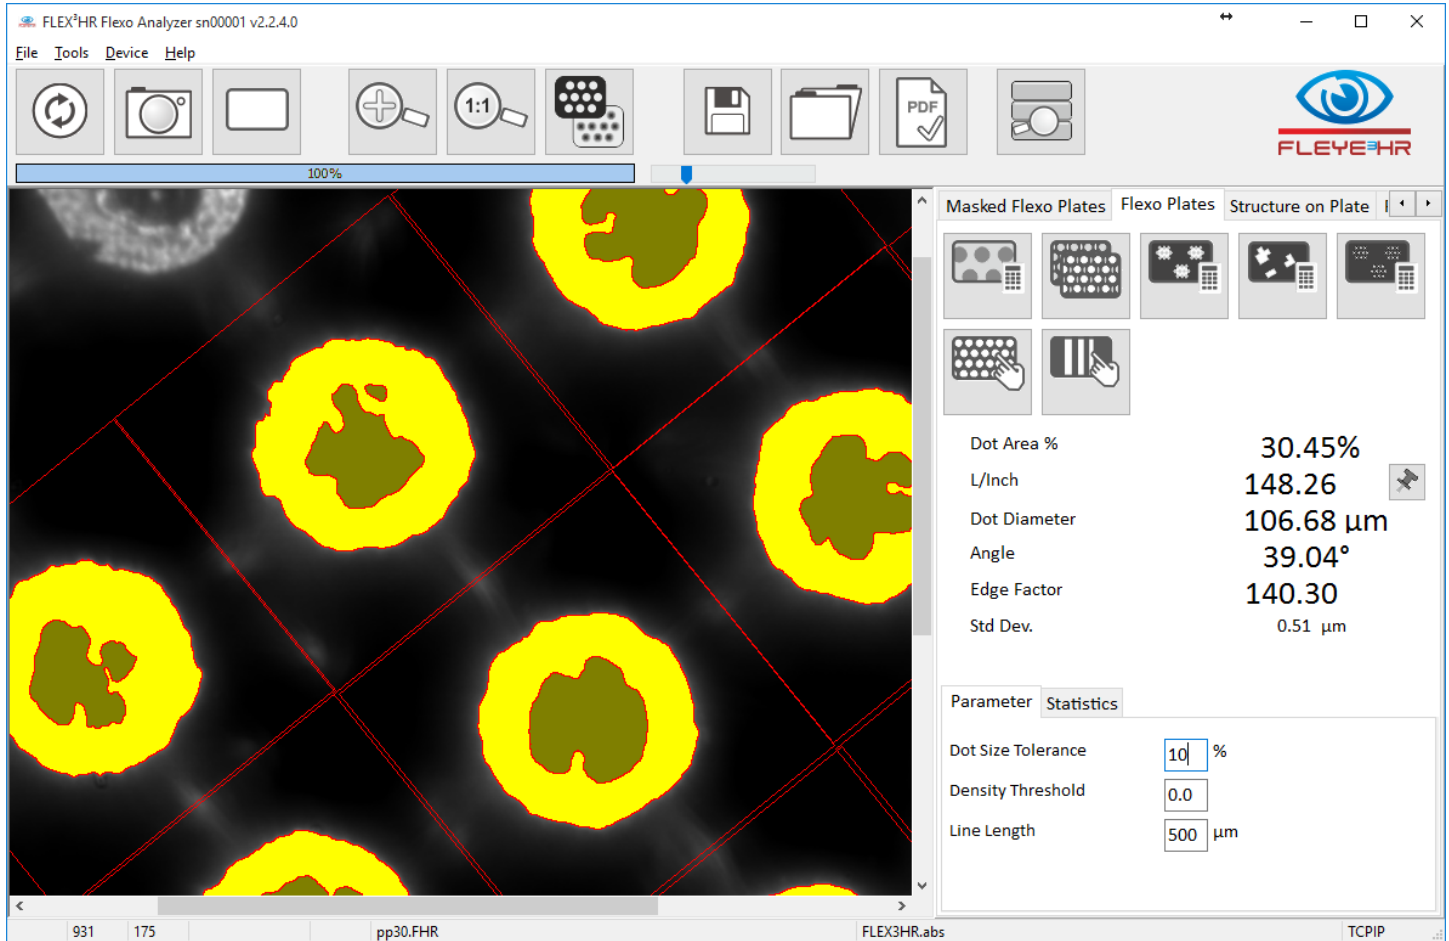 FLEX³HR Flexo Analyzer sn00001 v2.2.4.0
File Tools Device Help
1:1
PDF
FLEYE³HR
100%
Masked Flexo Plates Flexo Plates Structure on Plate
Dot Area % 30.45%
L/Inch 148.26
Dot Diameter 106.68 µm
Angle 39.04°
Edge Factor 140.30
Std Dev. 0.51 µm
Parameter Statistics
Dot Size Tolerance 10 %
Density Threshold 0.0
Line Length 500 µm
931 175 pp30.FHR FLEX3HR.abs TCPIP